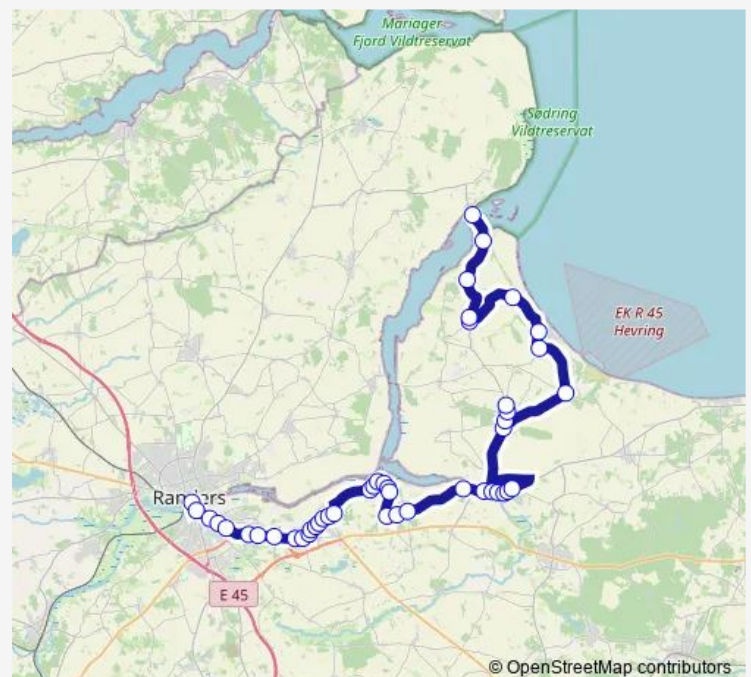 Mariager
Fjord Vildtreservat
Sødring
Vildtreservat
EK R 45
Hevring
Randers
E 45
© OpenStreetMap contributors